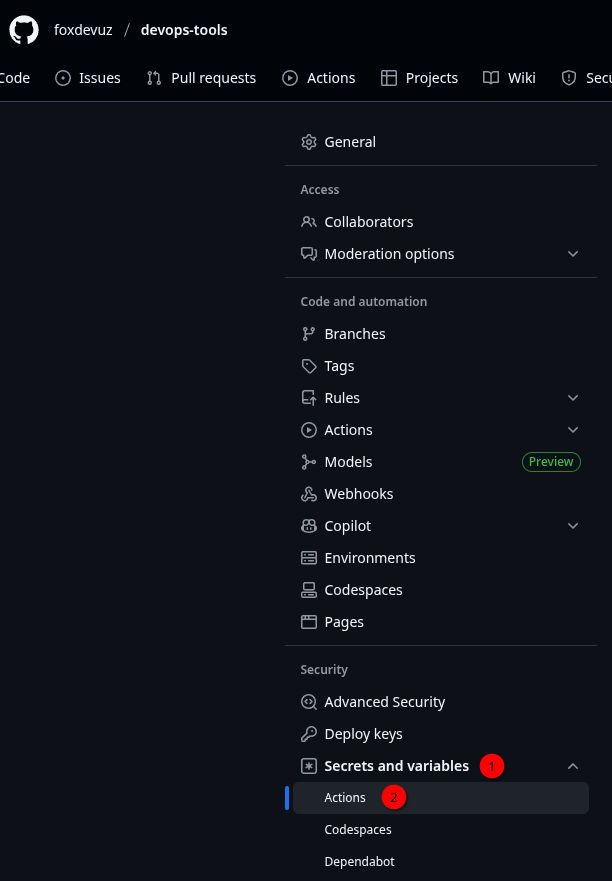 foxdevuz / devops-tools
Code Issues Pull requests Actions Projects Wiki Secu
General
Access
Collaborators
Moderation options
Code and automation
Branches
Tags
Rules
Actions
Models Preview
Webhooks
Copilot
Environments
Codespaces
Pages
Security
Advanced Security
Deploy keys
Secrets and variables 1
Actions 2
Codespaces
Dependabot